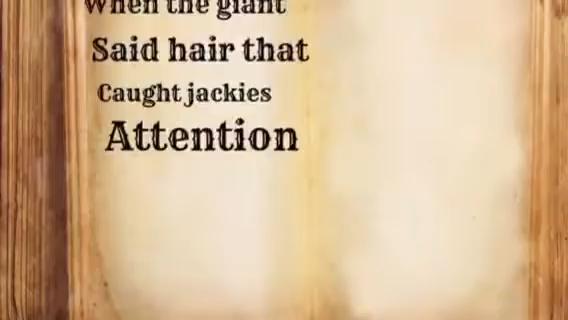 When the giant
Said hair that
Caught jackies
Attention